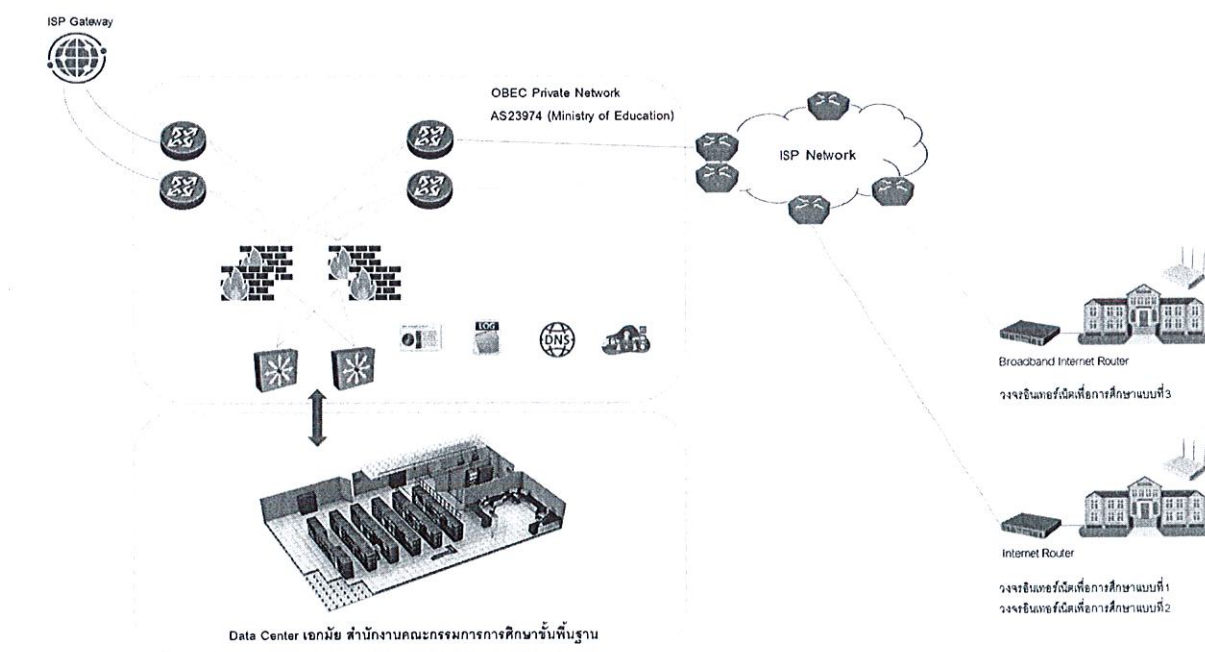 ISP Gateway
OBEC Private Network
AS23974 (Ministry of Education)
ISP Network
LOG
DNS
Broadband Internet Router
วงจรอินเทอร์เน็ตเพื่อการศึกษาแบบที่3
Internet Router
วงจรอินเทอร์เน็ตเพื่อการศึกษาแบบที่1
วงจรอินเทอร์เน็ตเพื่อการศึกษาแบบที่2
Data Center เอกมัย สำนักงานคณะกรรมการการศึกษาขั้นพื้นฐาน